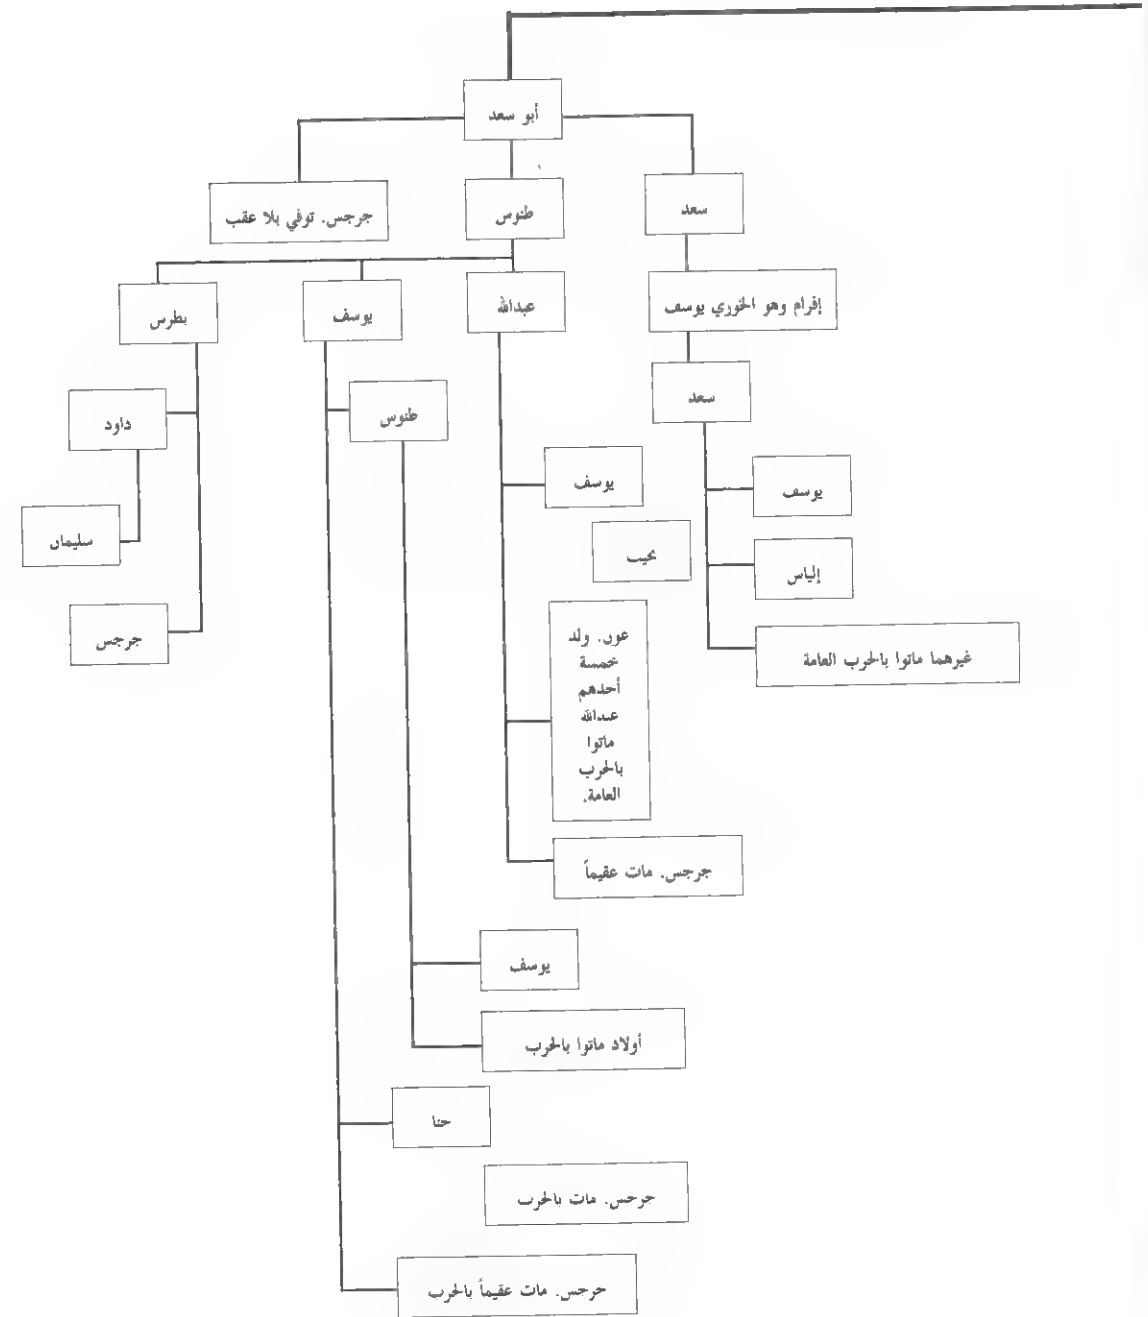 أبو سعد
سعد
طنوس
جرجس. توفي بلا عقب
إفرام وهو الخوري يوسف
عبدالله
يوسف
بطرس
سعد
طنوس
داود
يوسف
يوسف
سليمان
نجيب
إلياس
غيرهما ماتوا بالحرب العامة
عون. ولد
خمسة
أحدهم
عبدالله
ماتوا
بالحرب
العامة.
جرجس
جرجس. مات عقيماً
يوسف
أولاد ماتوا بالحرب
حنا
جرجس. مات بالحرب
جرجس. مات عقيماً بالحرب